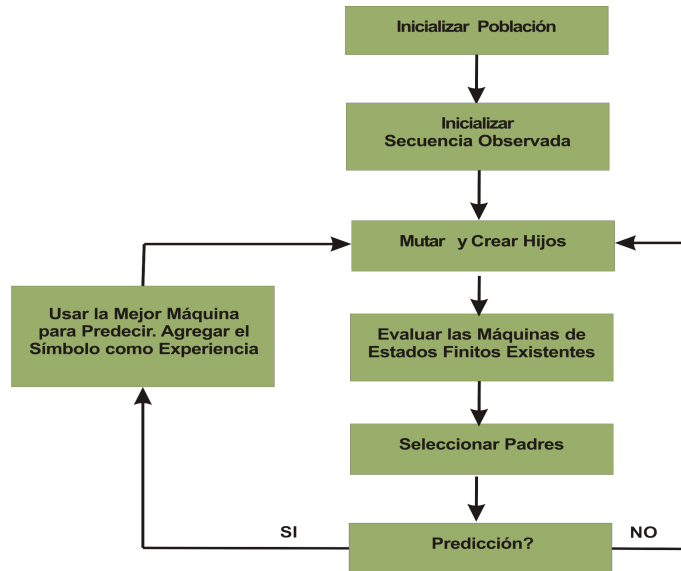 Inicializar Población
Inicializar
Secuencia Observada
Mutar y Crear Hijos
Usar la Mejor Máquina
para Predecir. Agregar el
Símbolo como Experiencia
Evaluar las Máquinas de
Estados Finitos Existentes
Seleccionar Padres
SI
Predicción?
NO